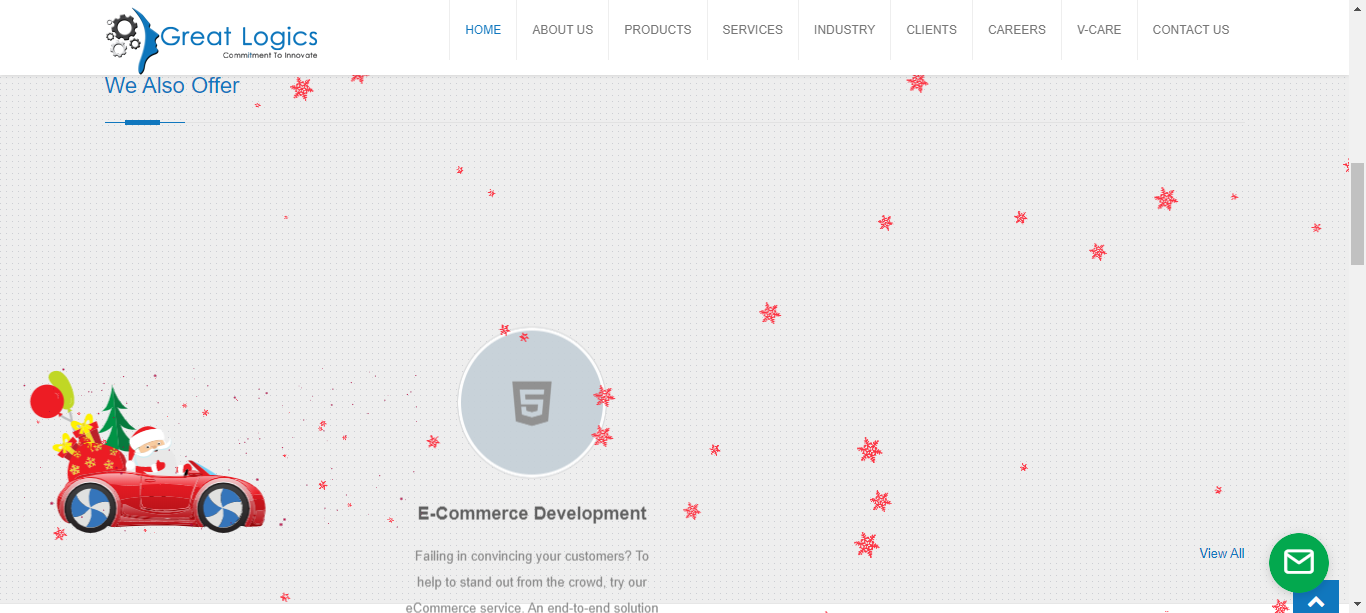 Great Logics
Commitment To Innovate
HOME ABOUT US PRODUCTS SERVICES INDUSTRY CLIENTS CAREERS V-CARE CONTACT US
We Also Offer
5
E-Commerce Development
Failing in convincing your customers? To
help to stand out from the crowd, try our
eCommerce service. An end-to-end solution
View All